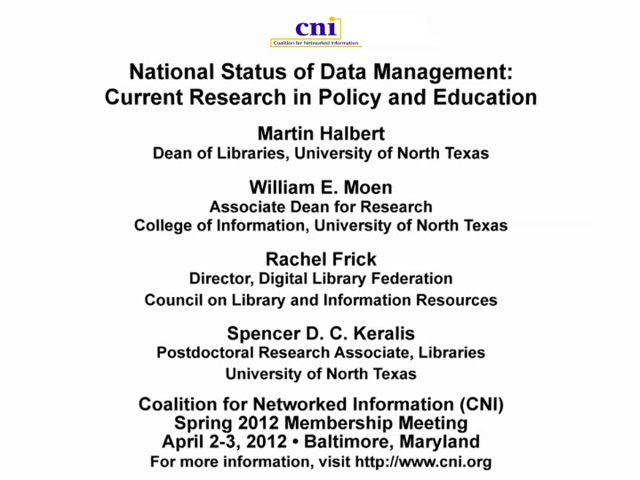 cni
Coalition for Networked Information
National Status of Data Management:
Current Research in Policy and Education
Martin Halbert
Dean of Libraries, University of North Texas
William E. Moen
Associate Dean for Research
College of Information, University of North Texas
Rachel Frick
Director, Digital Library Federation
Council on Library and Information Resources
Spencer D. C. Keralis
Postdoctoral Research Associate, Libraries
University of North Texas
Coalition for Networked Information (CNI)
Spring 2012 Membership Meeting
April 2-3, 2012 • Baltimore, Maryland
For more information, visit http://www.cni.org